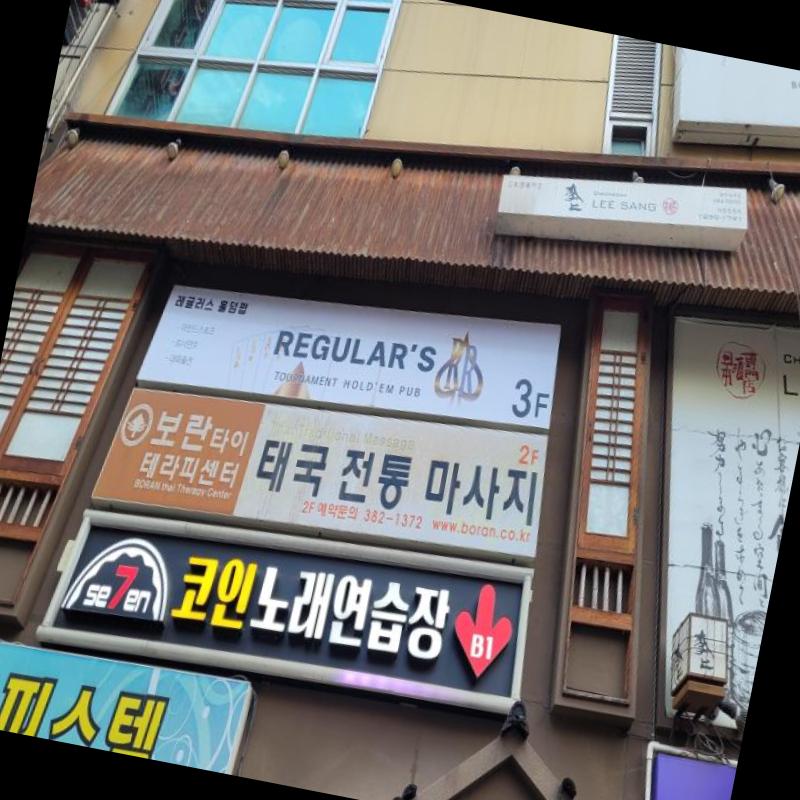 LEE SANG
레귤러스 홀덤펍
REGULAR'S
TOURNAMENT HOLD'EM PUB
3F
보란타이
테라피센터
BORAN thai Therapy Center
Thai Traditional Massage
2F
태국 전통 마사지
2F 예약문의 382-1372 www.boran.co.kr
se7en
코인노래연습장
B1
피스텔
CH
L